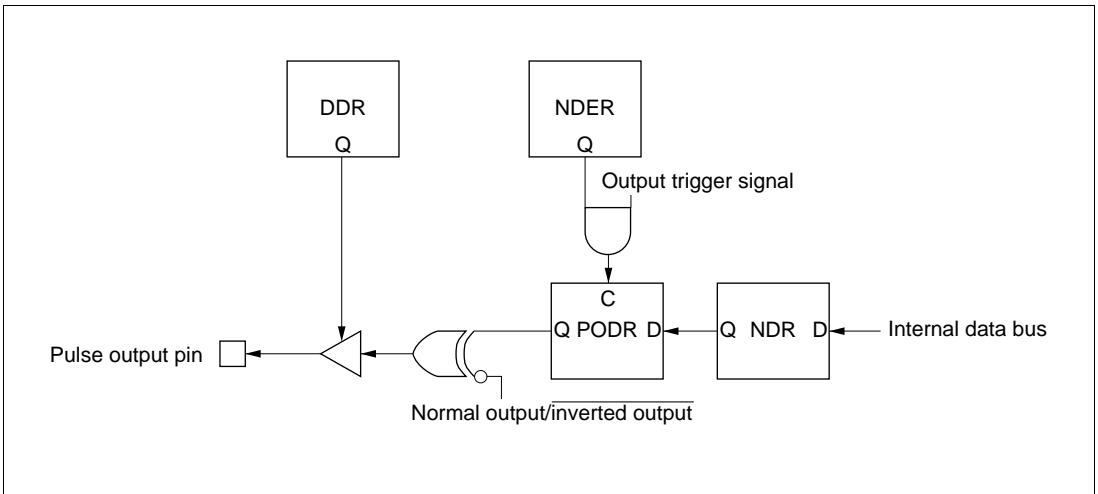 DDR
Q
NDER
Q
Output trigger signal
C
Q PODR D
Q NDR D
Internal data bus
Pulse output pin
Normal output/inverted output